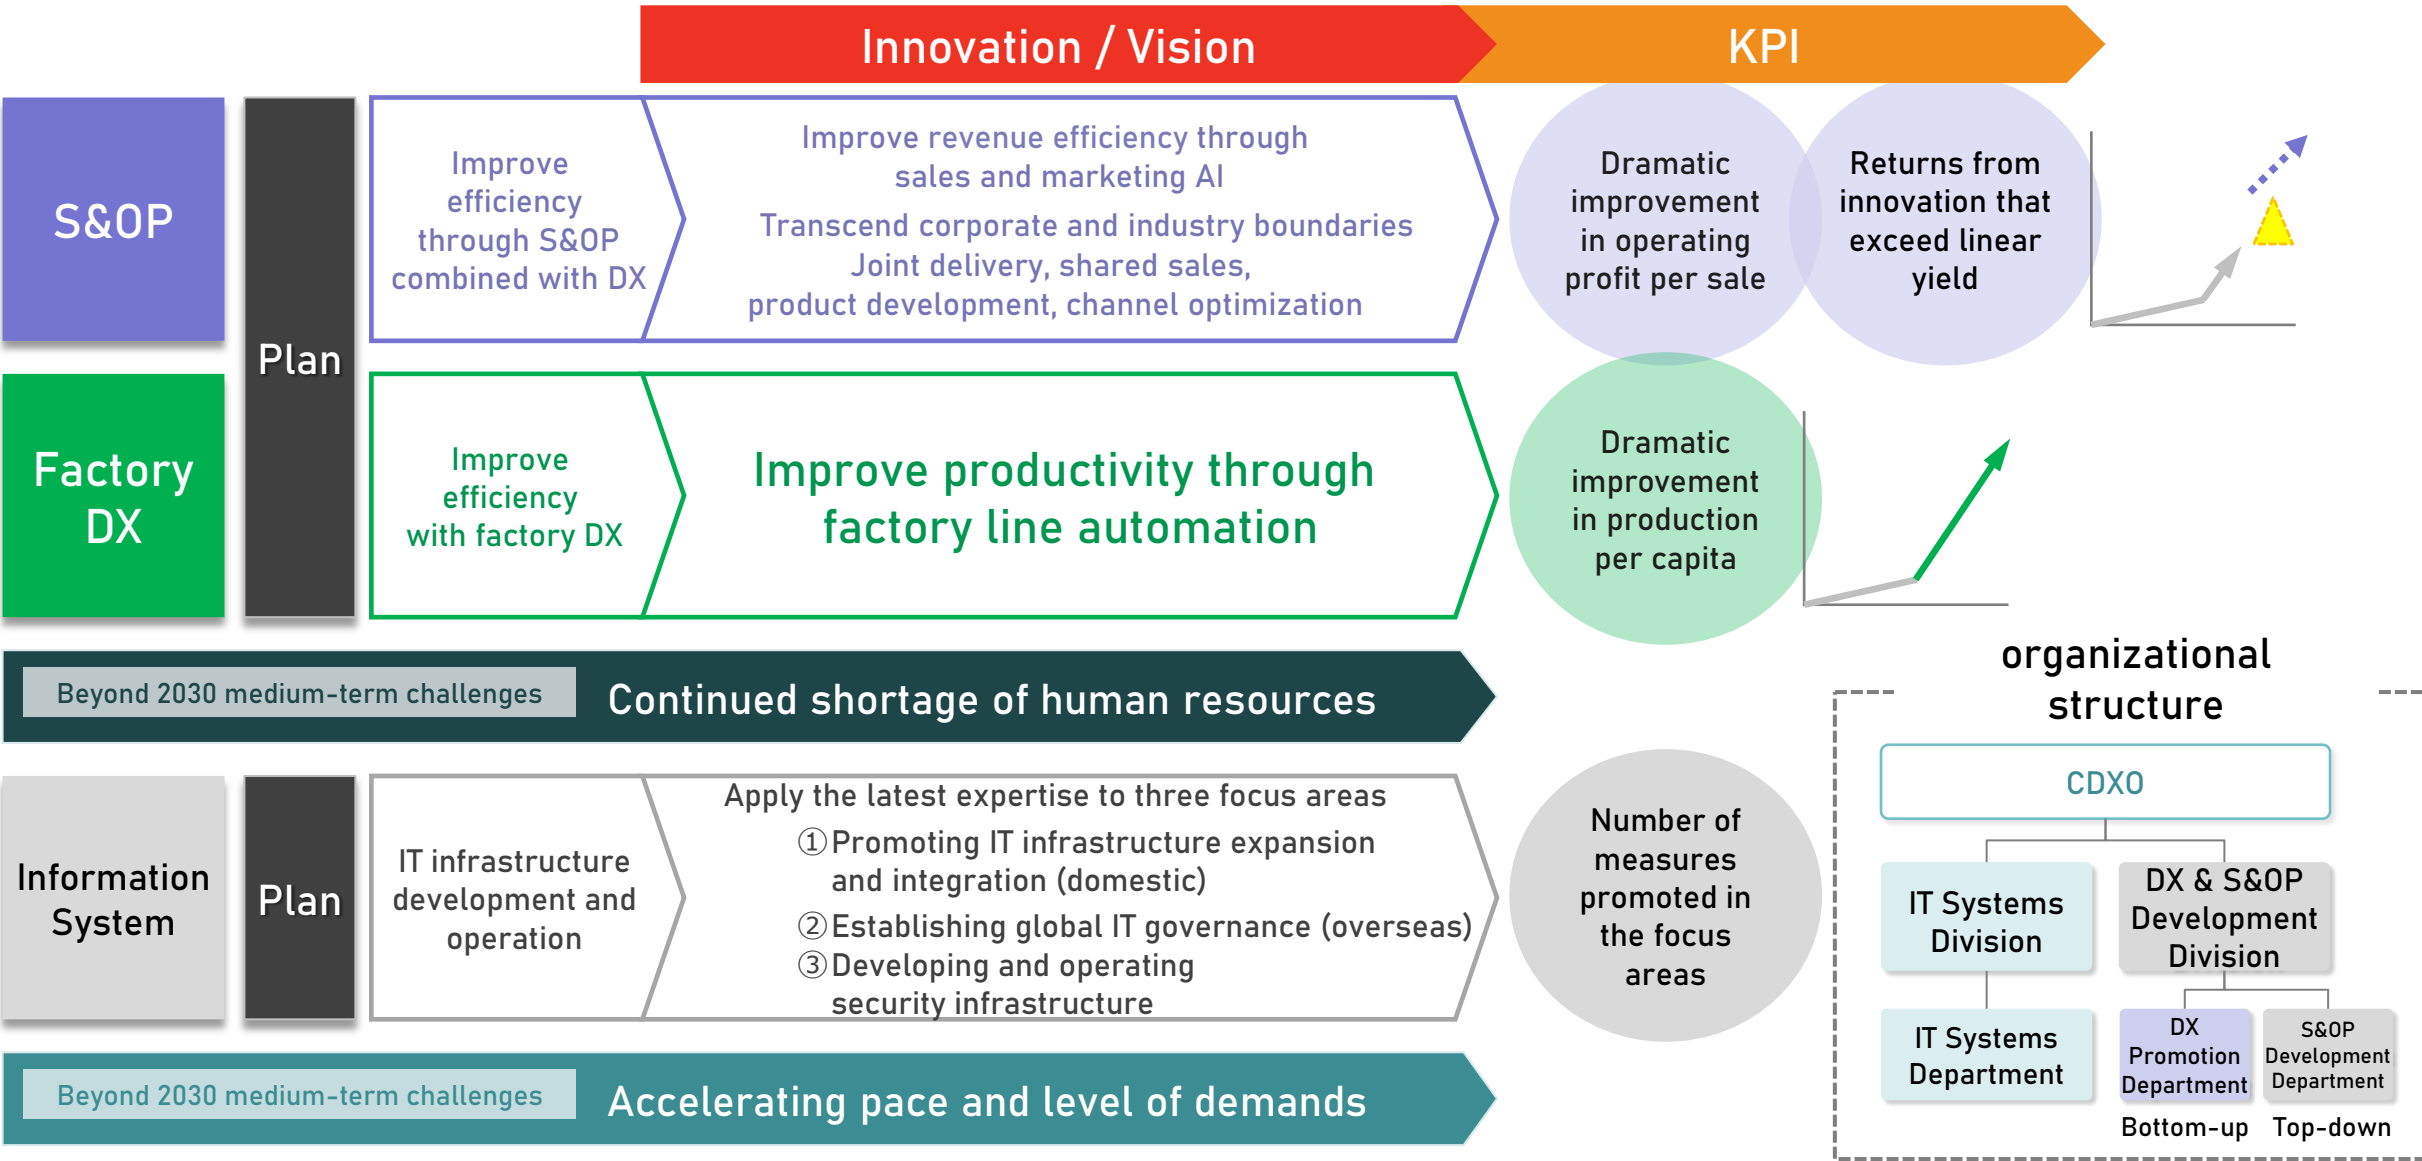 Innovation / Vision
KPI
S&OP
Plan
Improve
efficiency
through S&OP
combined with DX
Improve revenue efficiency through
sales and marketing AI
Transcend corporate and industry boundaries
Joint delivery, shared sales,
product development, channel optimization
Dramatic
improvement
in operating
profit per sale
Returns from
innovation that
exceed linear
yield
Factory
DX
Improve
efficiency
with factory DX
Improve productivity through
factory line automation
Dramatic
improvement
in production
per capita
Beyond 2030 medium-term challenges
Continued shortage of human resources
Information
System
Plan
IT infrastructure
development and
operation
Apply the latest expertise to three focus areas
①Promoting IT infrastructure expansion
and integration (domestic)
②Establishing global IT governance (overseas)
③Developing and operating
security infrastructure
Number of
measures
promoted in
the focus
areas
Beyond 2030 medium-term challenges
Accelerating pace and level of demands
organizational
structure
CDXO
IT Systems
Division
DX & S&OP
Development
Division
IT Systems
Department
DX
Promotion
Department
S&OP
Development
Department
Bottom-up
Top-down